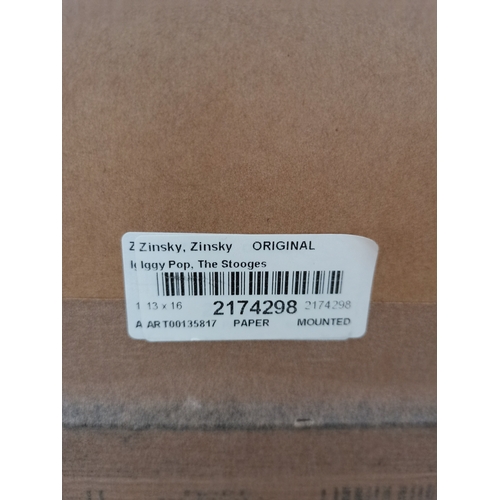 Z Zinsky, Zinsky ORIGINAL
Iggy Pop, The Stooges
1 13 x 16 2174298 2174298
A ART00135817 PAPER MOUNTED